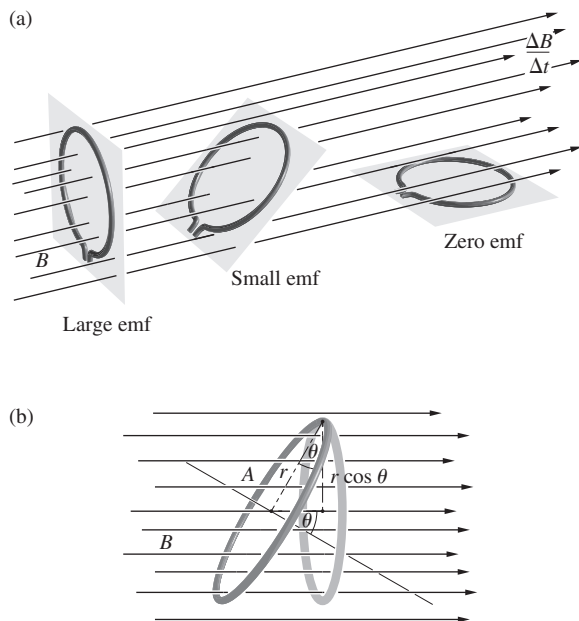 (a)
ΔB
Δt
B
Large emf
Small emf
Zero emf
(b)
A
r
θ
r cos θ
θ
B